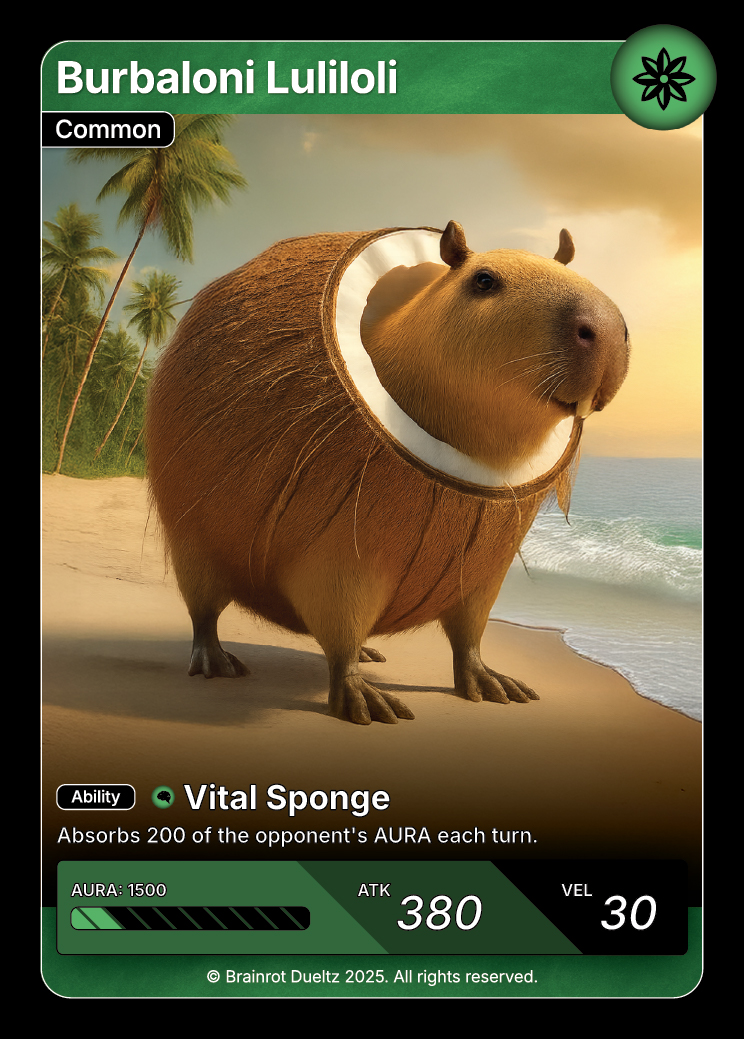 Burbaloni Luliloli
Common
Ability
Vital Sponge
Absorbs 200 of the opponent's AURA each turn.
AURA: 1500
ATK 380
VEL 30
© Brainrot Dueltz 2025. All rights reserved.